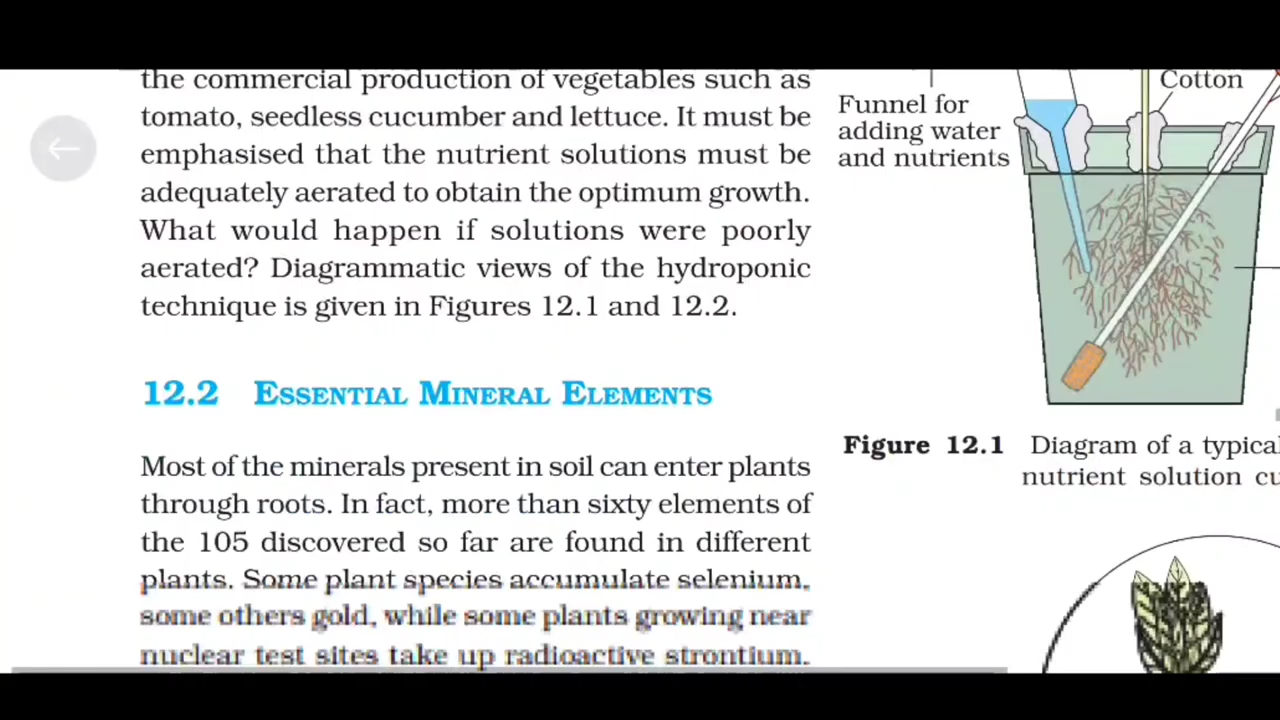 the commercial production of vegetables such as
tomato, seedless cucumber and lettuce. It must be
emphasised that the nutrient solutions must be
adequately aerated to obtain the optimum growth.
What would happen if solutions were poorly
aerated? Diagrammatic views of the hydroponic
technique is given in Figures 12.1 and 12.2.
12.2 ESSENTIAL MINERAL ELEMENTS
Most of the minerals present in soil can enter plants
through roots. In fact, more than sixty elements of
the 105 discovered so far are found in different
plants. Some plant species accumulate selenium,
some others gold, while some plants growing near
nuclear test sites take up radioactive strontium.
Cotton
Funnel for
adding water
and nutrients
Figure 12.1 Diagram of a typical
nutrient solution cu